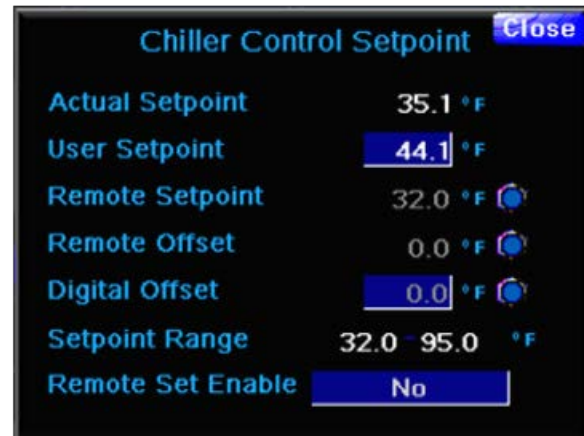 Chiller Control Setpoint Close
Actual Setpoint 35.1 °F
User Setpoint 44.1 °F
Remote Setpoint 32.0 °F
Remote Offset 0.0 °F
Digital Offset 0.0 °F
Setpoint Range 32.0 - 95.0 °F
Remote Set Enable No